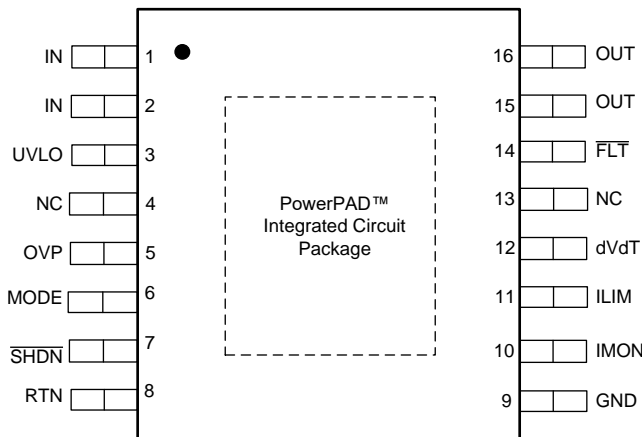 IN 1
IN 2
UVLO 3
NC 4
OVP 5
MODE 6
SHDN 7
RTN 8
PowerPAD™
Integrated Circuit
Package
16 OUT
15 OUT
14 FLT
13 NC
12 dVdT
11 ILIM
10 IMON
9 GND